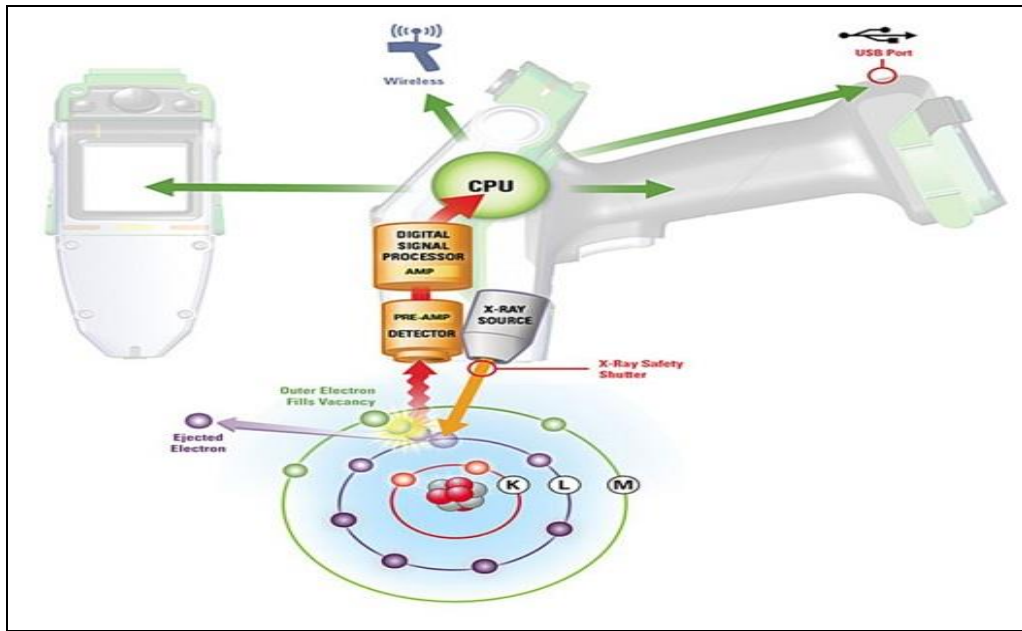 Wireless
USB Port
CPU
DIGITAL
SIGNAL
PROCESSOR
AMP
PRE-AMP
DETECTOR
X-RAY
SOURCE
X-Ray Safety
Shutter
Outer Electron
Fills Vacancy
Ejected
Electron
K L M